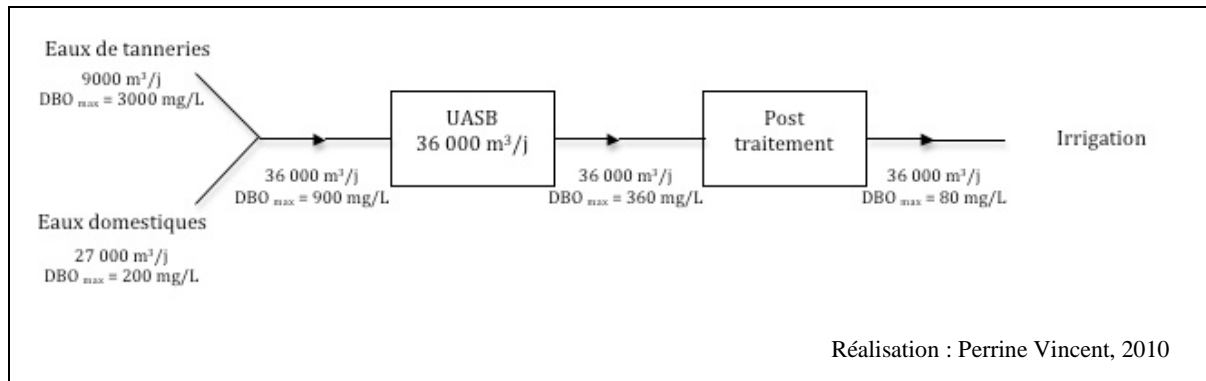 Eaux de tanneries
9000 m³/j
DBO max = 3000 mg/L
Eaux domestiques
27 000 m³/j
DBO max = 200 mg/L
36 000 m³/j
DBO max = 900 mg/L
UASB
36 000 m³/j
36 000 m³/j
DBO max = 360 mg/L
Post
traitement
36 000 m³/j
DBO max = 80 mg/L
Irrigation
Réalisation : Perrine Vincent, 2010